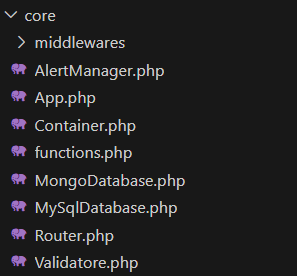 core
middlewares
AlertManager.php
App.php
Container.php
functions.php
MongoDatabase.php
MySqlDatabase.php
Router.php
Validatore.php